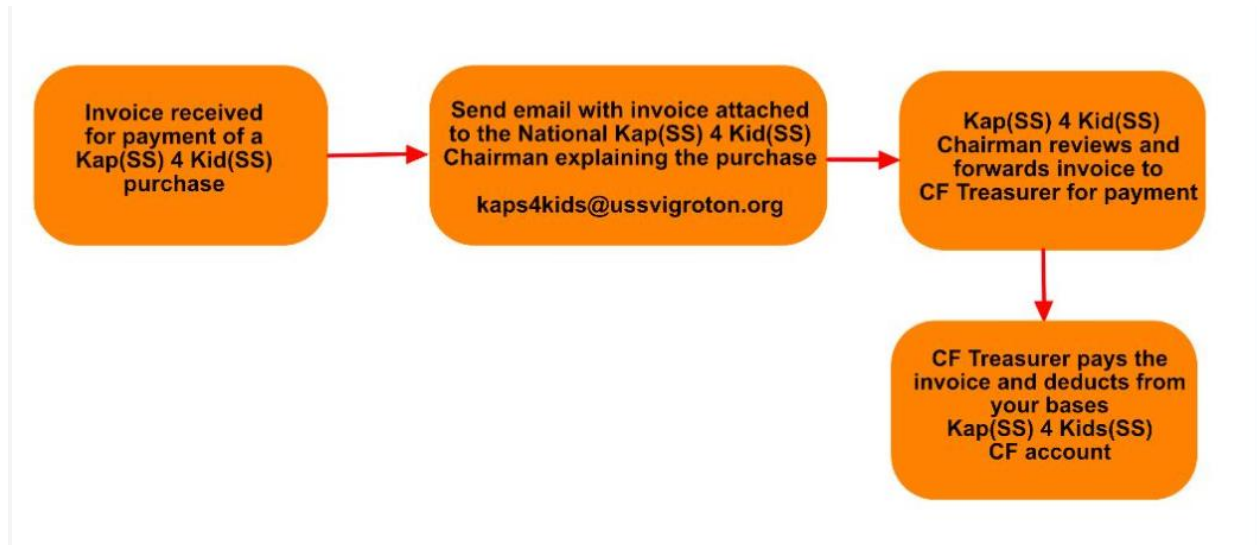 Invoice received
for payment of a
Kap(SS) 4 Kid(SS)
purchase
Send email with invoice attached
to the National Kap(SS) 4 Kid(SS)
Chairman explaining the purchase
kaps4kids@ussvigroton.org
Kap(SS) 4 Kid(SS)
Chairman reviews and
forwards invoice to
CF Treasurer for payment
CF Treasurer pays the
invoice and deducts from
your bases
Kap(SS) 4 Kids(SS)
CF account